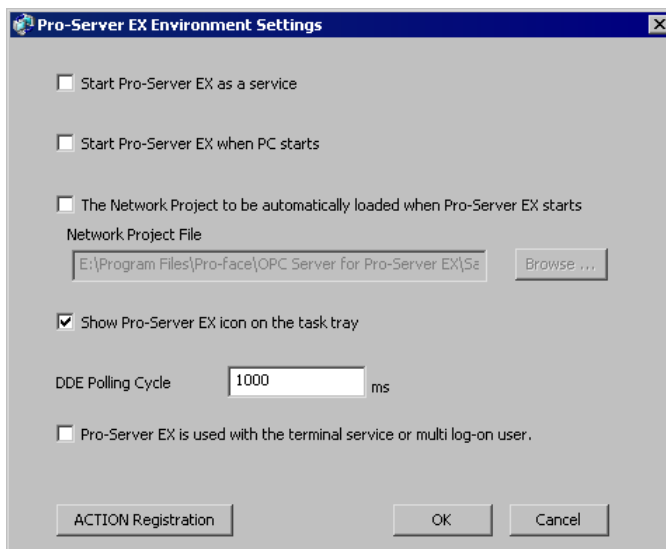 Pro-Server EX Environment Settings
Start Pro-Server EX as a service
Start Pro-Server EX when PC starts
The Network Project to be automatically loaded when Pro-Server EX starts
Network Project File
E:\Program Files\Pro-face\OPC Server for Pro-Server EX\Sa
Browse ...
Show Pro-Server EX icon on the task tray
DDE Polling Cycle 1000 ms
Pro-Server EX is used with the terminal service or multi log-on user.
ACTION Registration OK Cancel